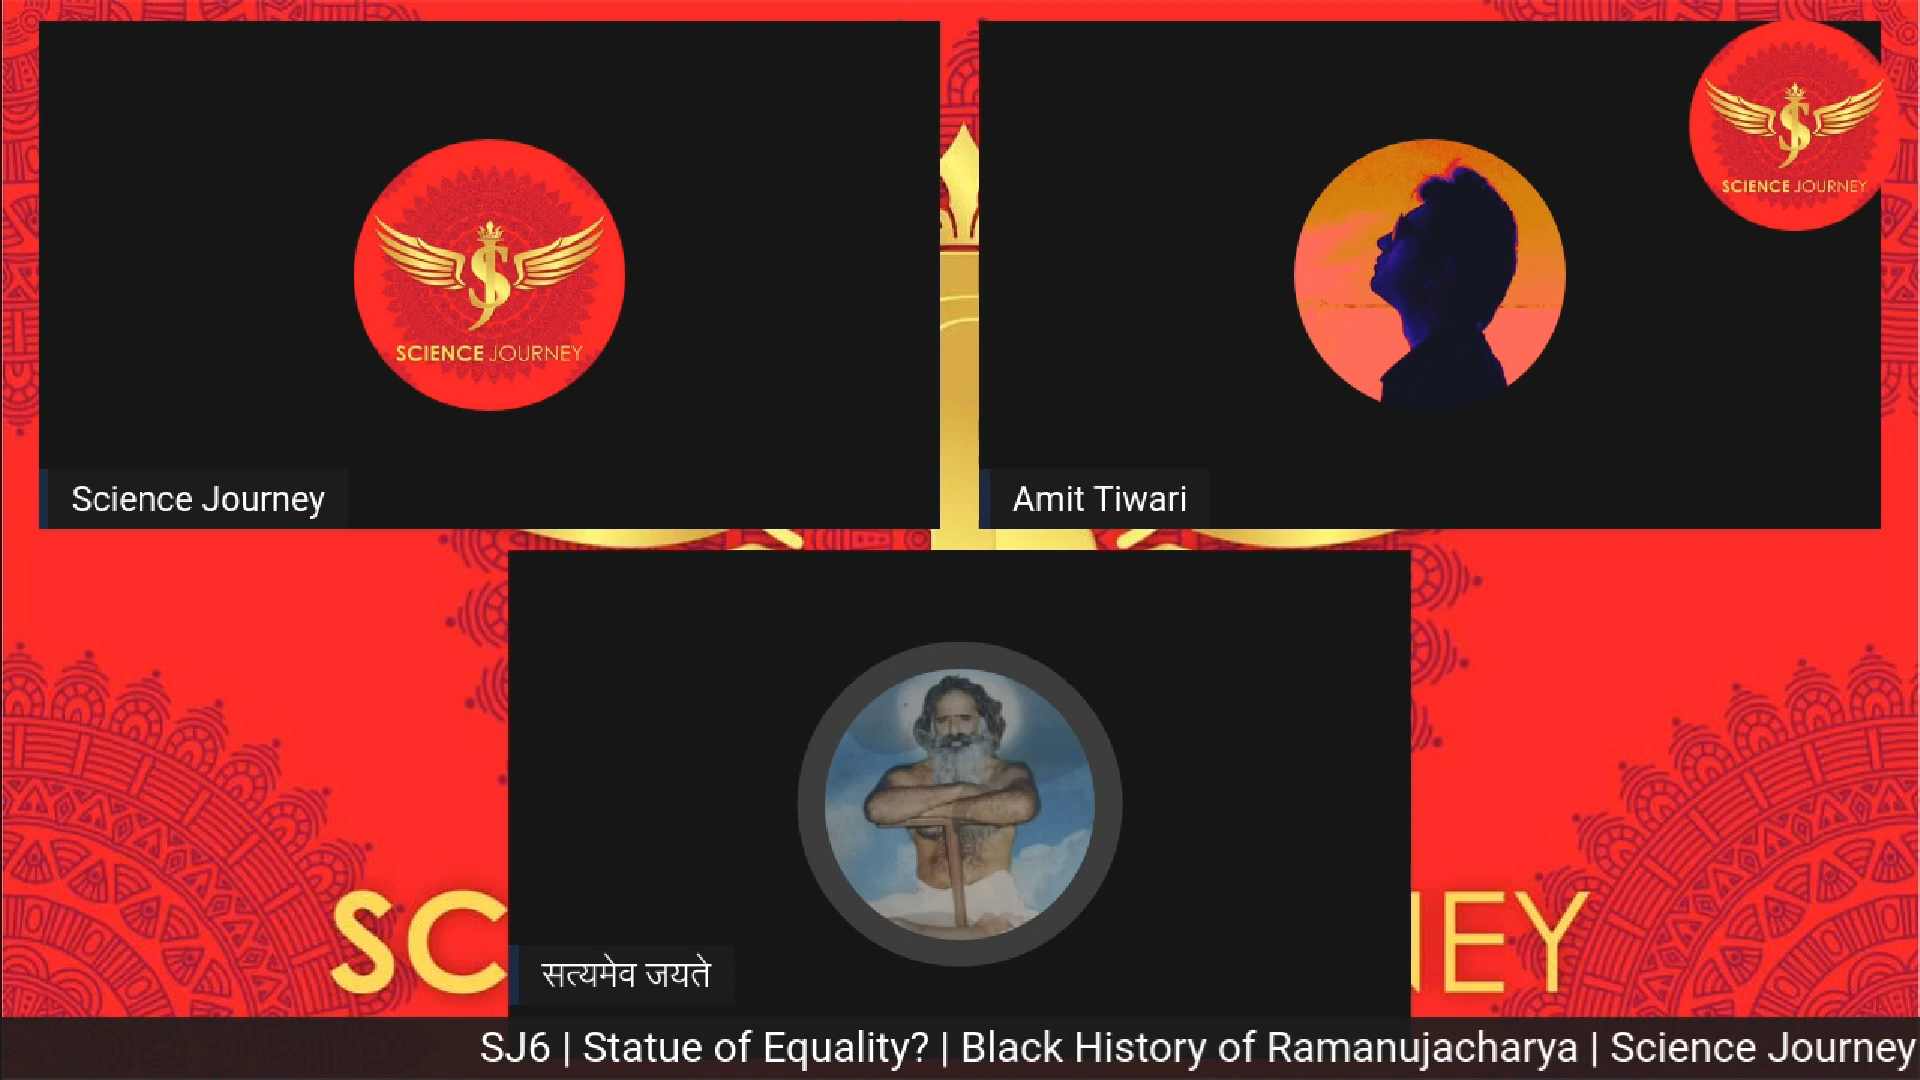 SCIENCE JOURNEY
SCIENCE JOURNEY
Science Journey
Amit Tiwari
SC
NEY
सत्यमेव जयते
SJ6 | Statue of Equality? | Black History of Ramanujacharya | Science Journey